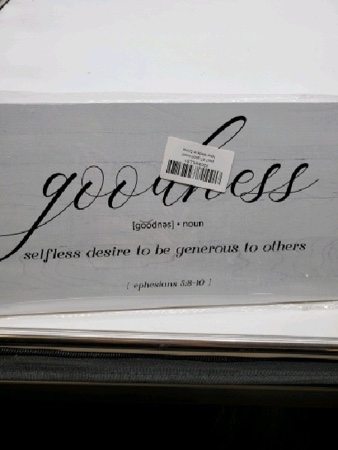 goodness
[goodnəs] • noun
selfless desire to be generous to others
[ ephesians 5:8-10 ]